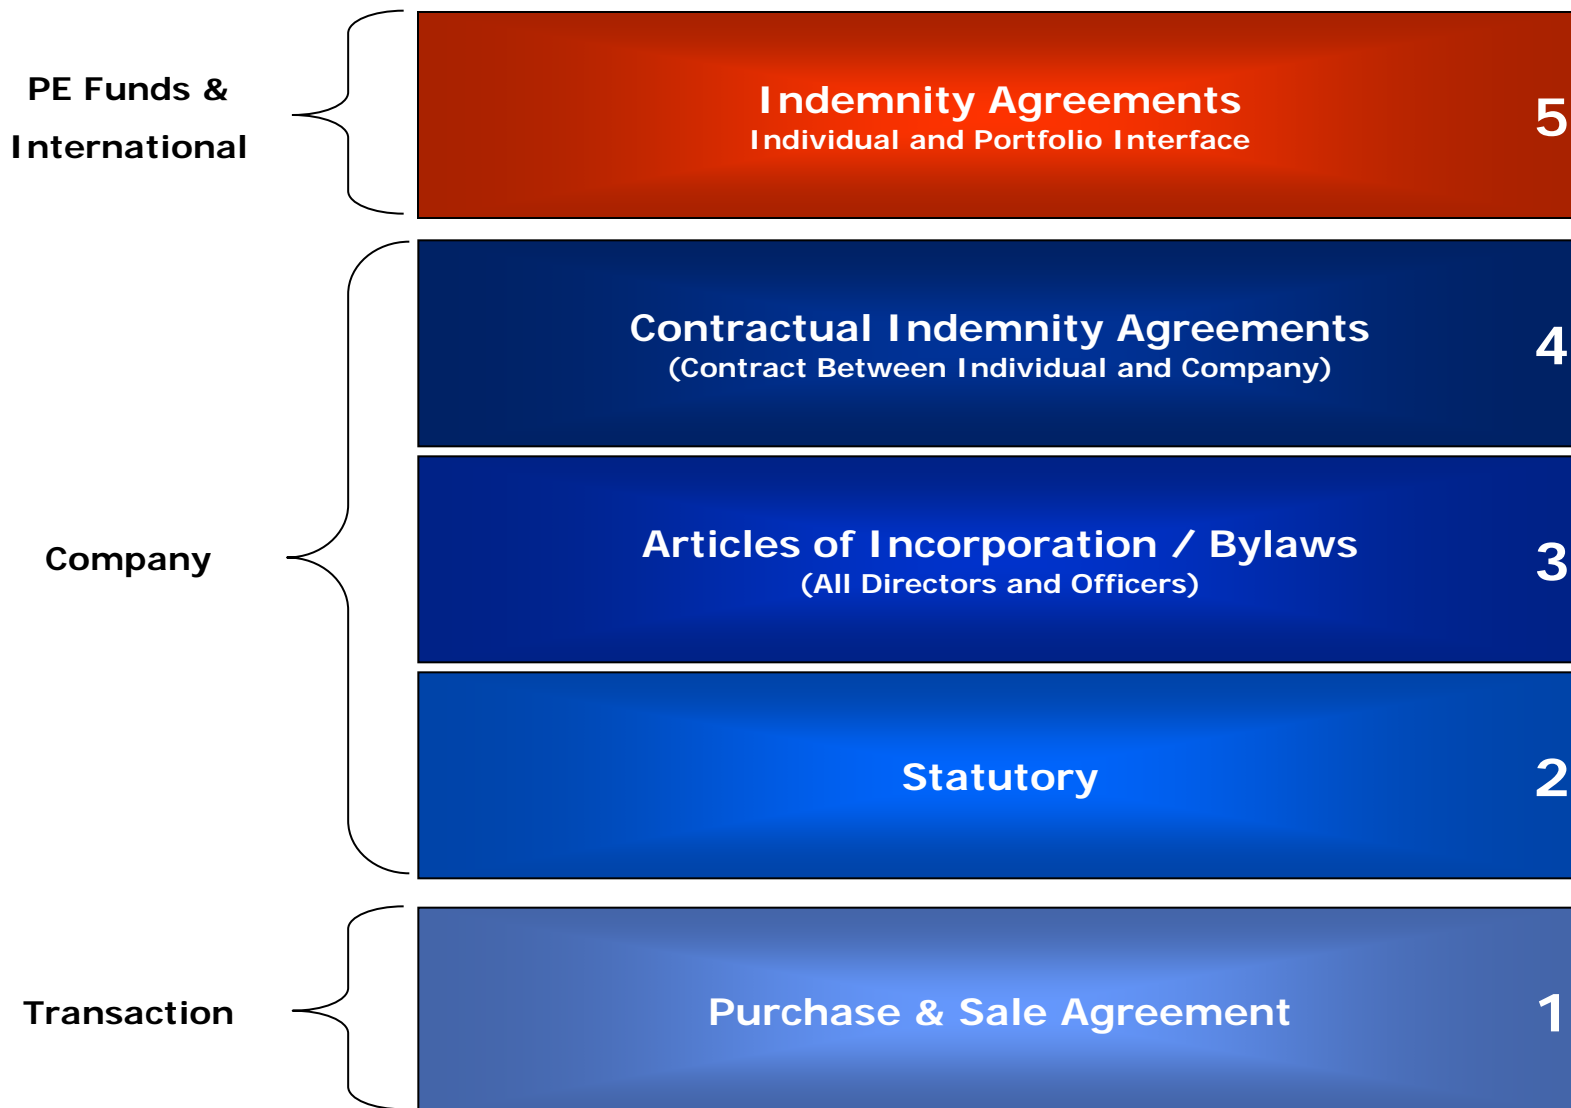 PE Funds &
International
Indemnity Agreements
Individual and Portfolio Interface
5
Contractual Indemnity Agreements
(Contract Between Individual and Company)
4
Company
Articles of Incorporation / Bylaws
(All Directors and Officers)
3
Statutory
2
Transaction
Purchase & Sale Agreement
1